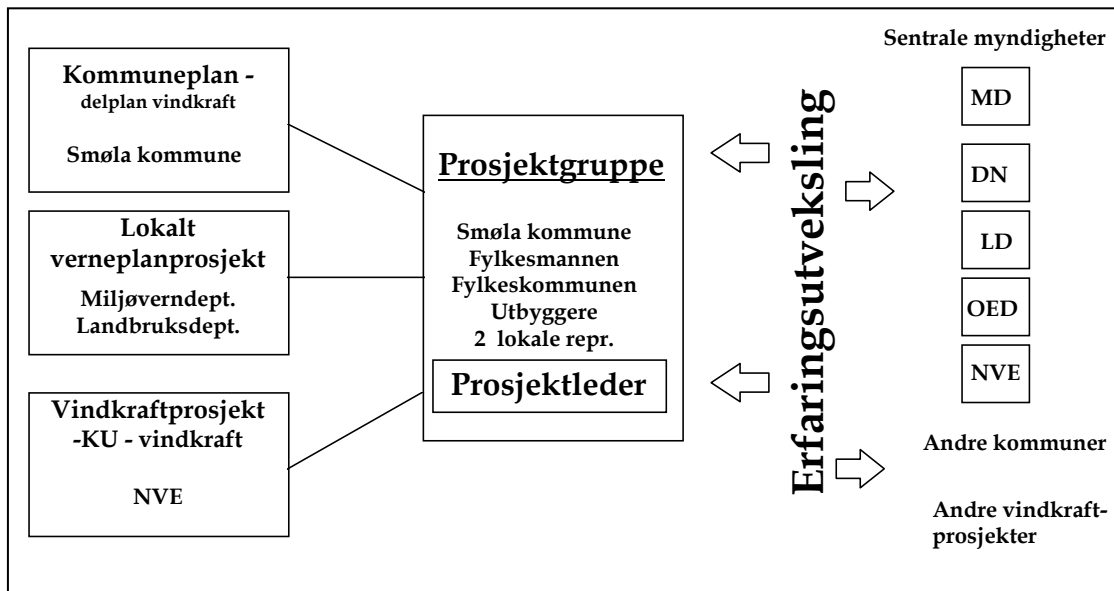 Kommuneplan -
delplan vindkraft
Smøla kommune
Lokalt
verneplanprosjekt
Miljøverndept.
Landbruksdept.
Vindkraftprosjekt
-KU - vindkraft
NVE
Prosjektgruppe
Smøla kommune
Fylkesmannen
Fylkeskommunen
Utbyggere
2 lokale repr.
Prosjektleder
Erfaringsutveksling
Sentrale myndigheter
MD
DN
LD
OED
NVE
Andre kommuner
Andre vindkraft-
prosjekter